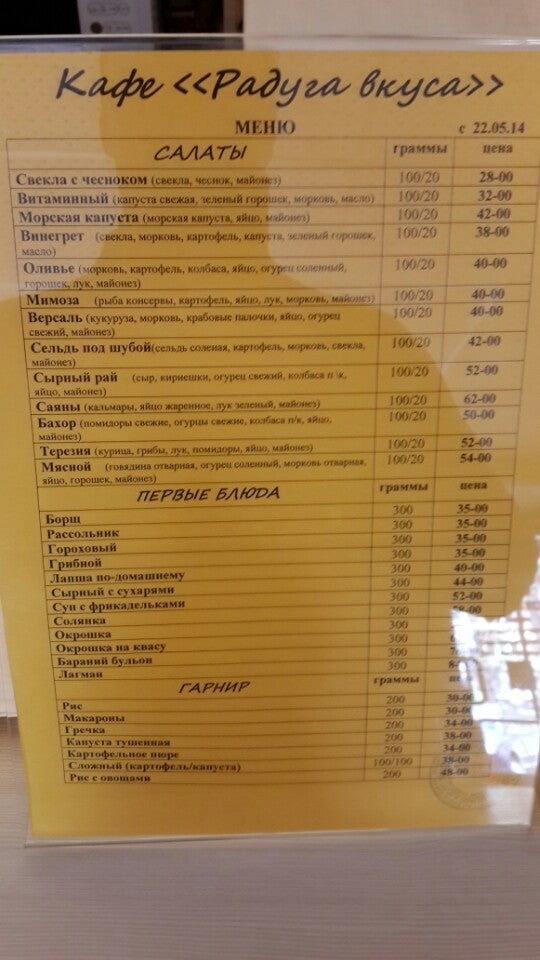 Кафе <<Радуга вкуса>>
МЕНЮ с 22.05.14
САЛАТЫ граммы цена
Свекла с чесноком (свекла, чеснок, майонез) 100/20 28-00
Витаминный (капуста свежая, зеленый горошек, морковь, масло) 100/20 32-00
Морская капуста (морская капуста, яйцо, майонез) 100/20 42-00
Винегрет (свекла, морковь, картофель, капуста, зеленый горошек, 100/20 38-00
масло)
Оливье (морковь, картофель, колбаса, яйцо, огурец соленный, 100/20 40-00
горошек, лук, майонез)
Мимоза (рыба консервы, картофель, яйцо, лук, морковь, майонез) 100/20 40-00
Версаль (кукуруза, морковь, крабовые палочки, яйцо, огурец 100/20 40-00
свежий, майонез)
Сельдь под шубой(сельдь соленая, картофель, морковь, свекла, 100/20 42-00
майонез)
Сырный рай (сыр, кириешки, огурец свежий, колбаса п/к, 100/20 52-00
яйцо, майонез)
Саяны (кальмары, яйцо жаренное, лук зеленый, майонез) 100/20 62-00
Бахор (помидоры свежие, огурцы свежие, колбаса п/к, яйцо, 100/20 50-00
майонез)
Терезия (курица, грибы, лук, помидоры, яйцо, майонез) 100/20 52-00
Мясной (говядина отварная, огурец соленный, морковь отварная, 100/20 54-00
яйцо, горошек, майонез)
ПЕРВЫЕ БЛЮДА граммы цена
Борщ 300 35-00
Рассольник 300 35-00
Гороховый 300 35-00
Грибной 300 35-00
Лапша по-домашнему 300 40-00
Сырный с сухарями 300 44-00
Суп с фрикадельками 300 52-00
Солянка 300
Окрошка 300
Окрошка на квасу 300
Бараний бульон 300
Лагман 300
ГАРНИР граммы
Рис 200 30-00
Макароны 200 30-00
Гречка 200 34-00
Капуста тушенная 200 38-00
Картофельное пюре 200 34-00
Сложный (картофель/капуста) 100/100 38-00
Рис с овощами 200 48-00